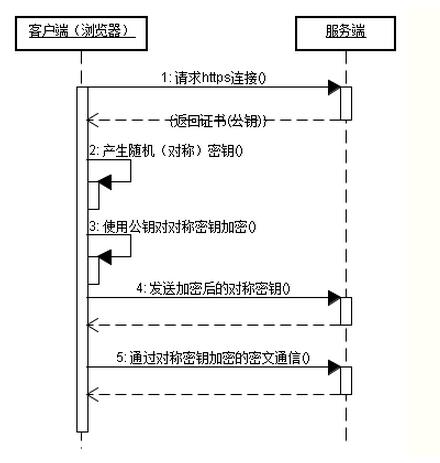 客户端（浏览器）
服务端
1: 请求https连接()
(返回证书(公钥))
2: 产生随机（对称）密钥()
3: 使用公钥对对称密钥加密()
4: 发送加密后的对称密钥()
5: 通过对称密钥加密的密文通信()